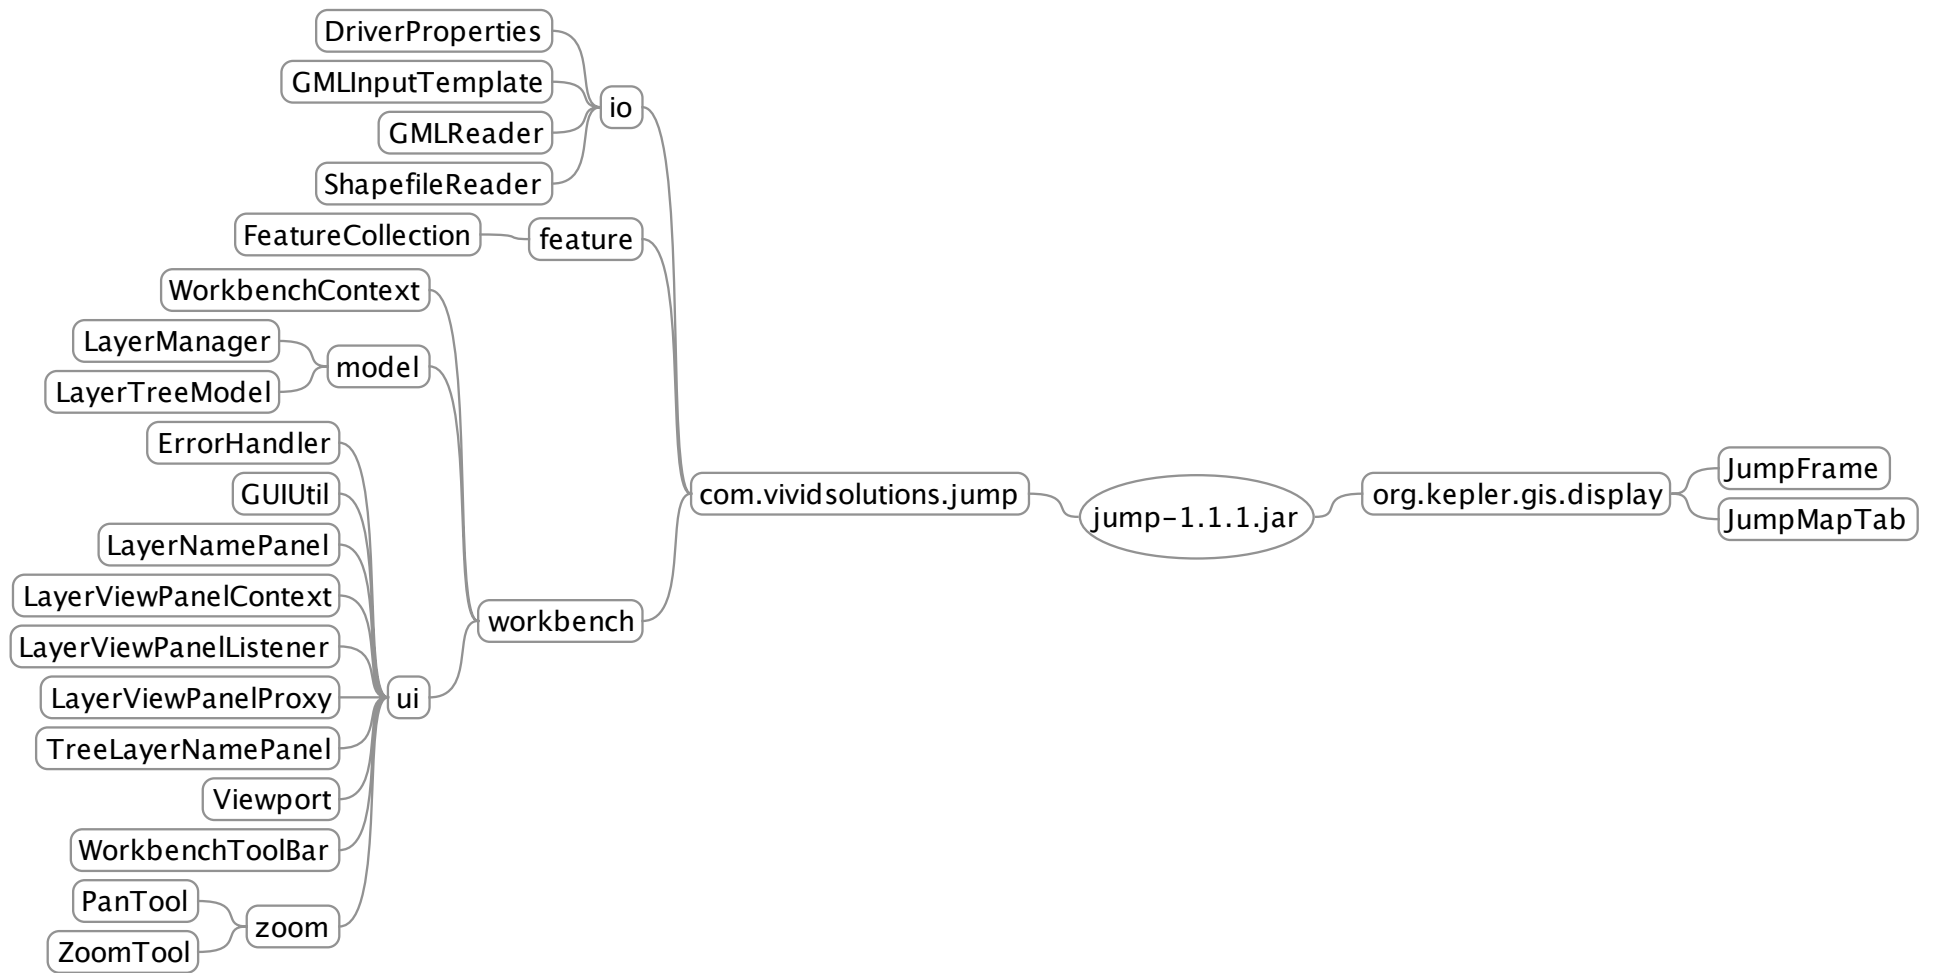 DriverProperties
GMLInputTemplate
GMLReader
ShapefileReader
io
FeatureCollection
feature
WorkbenchContext
LayerManager
LayerTreeModel
model
ErrorHandler
GUIUtil
LayerNamePanel
LayerViewPanelContext
LayerViewPanelListener
LayerViewPanelProxy
TreeLayerNamePanel
Viewport
WorkbenchToolBar
PanTool
ZoomTool
zoom
ui
workbench
com.vividsolutions.jump
jump-1.1.1.jar
org.kepler.gis.display
JumpFrame
JumpMapTab